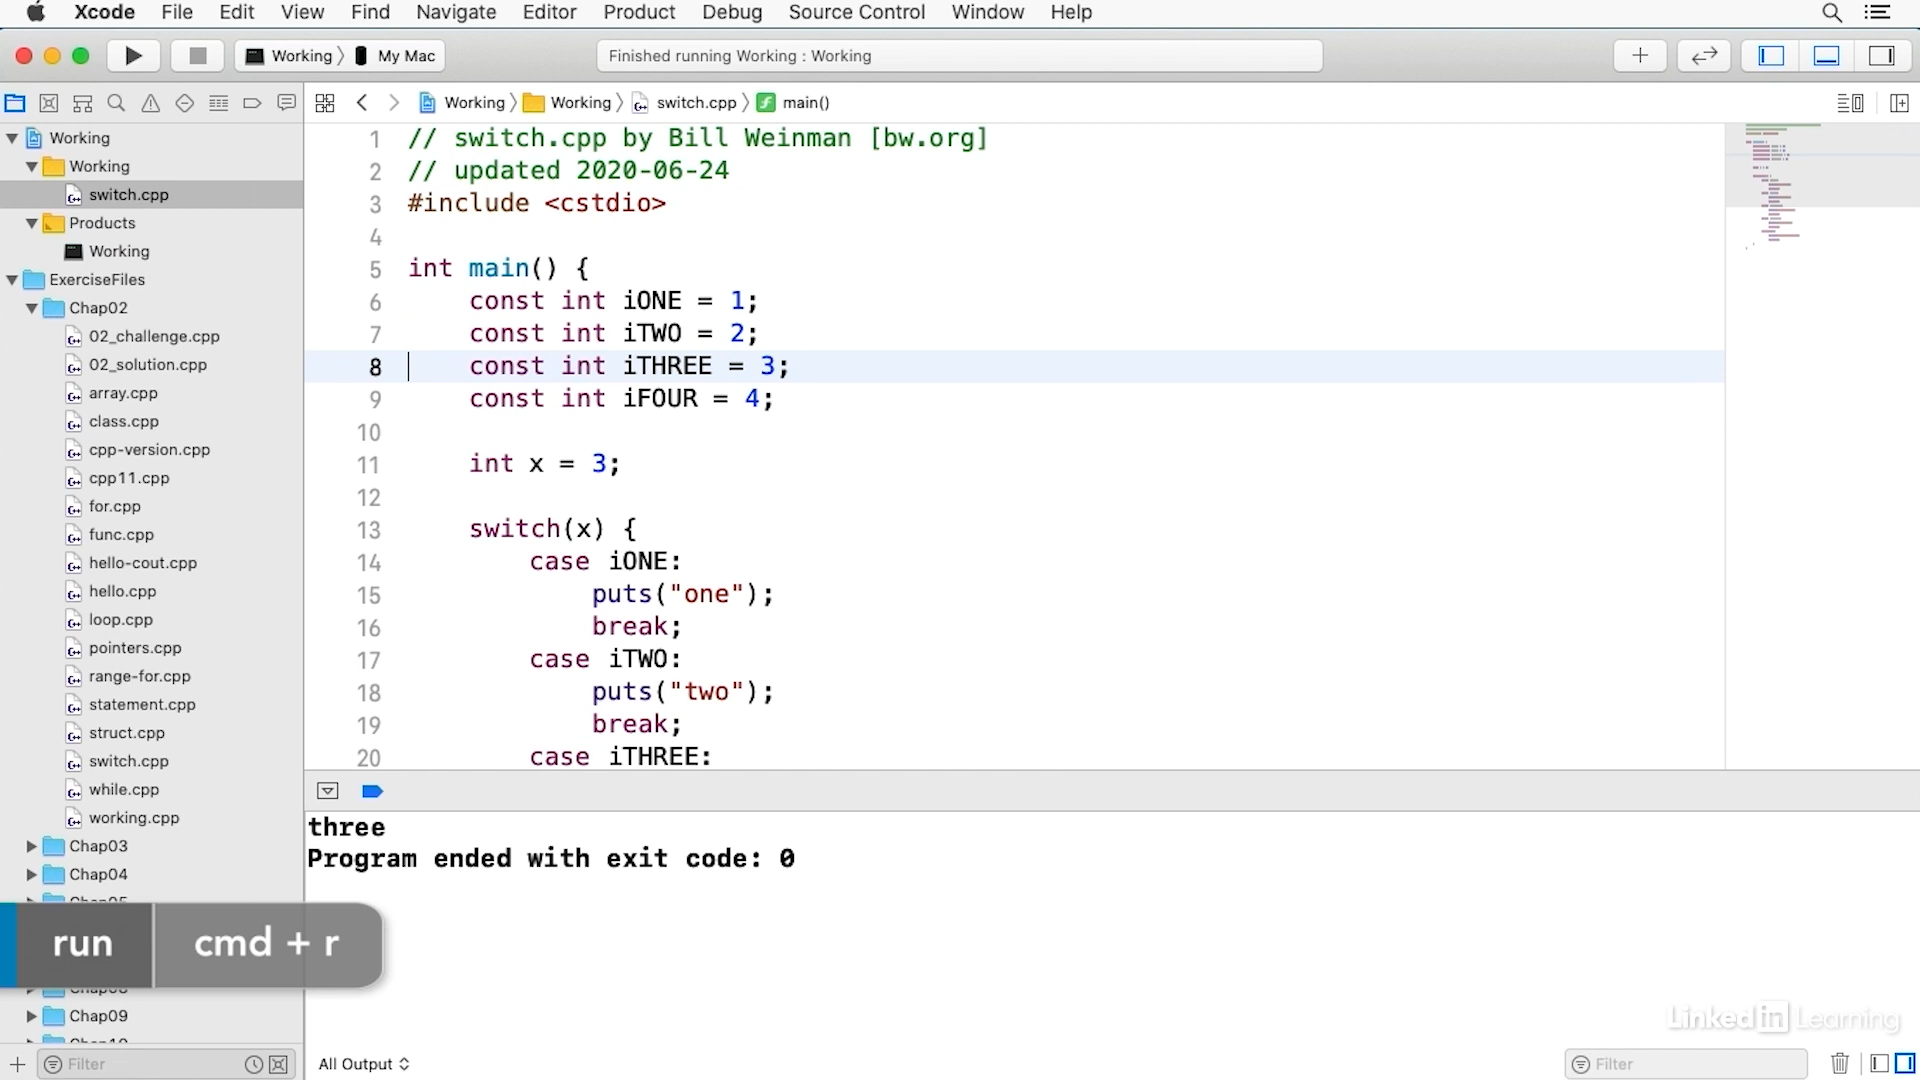 Xcode File Edit View Find Navigate Editor Product Debug Source Control Window Help
Working 〉 My Mac
Finished running Working : Working
Working 〉 Working 〉 switch.cpp 〉 main()
Working
Working
switch.cpp
Products
Working
ExerciseFiles
Chap02
02_challenge.cpp
02_solution.cpp
array.cpp
class.cpp
cpp-version.cpp
cpp11.cpp
for.cpp
func.cpp
hello-cout.cpp
hello.cpp
loop.cpp
pointers.cpp
range-for.cpp
statement.cpp
struct.cpp
switch.cpp
while.cpp
working.cpp
Chap03
Chap04
Chap09
Filter
1 // switch.cpp by Bill Weinman [bw.org]
2 // updated 2020-06-24
3 #include <cstdio>
4
5 int main() {
6 const int iONE = 1;
7 const int iTWO = 2;
8 const int iTHREE = 3;
9 const int iFOUR = 4;
10
11 int x = 3;
12
13 switch(x) {
14 case iONE:
15 puts("one");
16 break;
17 case iTWO:
18 puts("two");
19 break;
20 case iTHREE:
three
Program ended with exit code: 0
run cmd + r
All Output
Filter
Linked in Learning